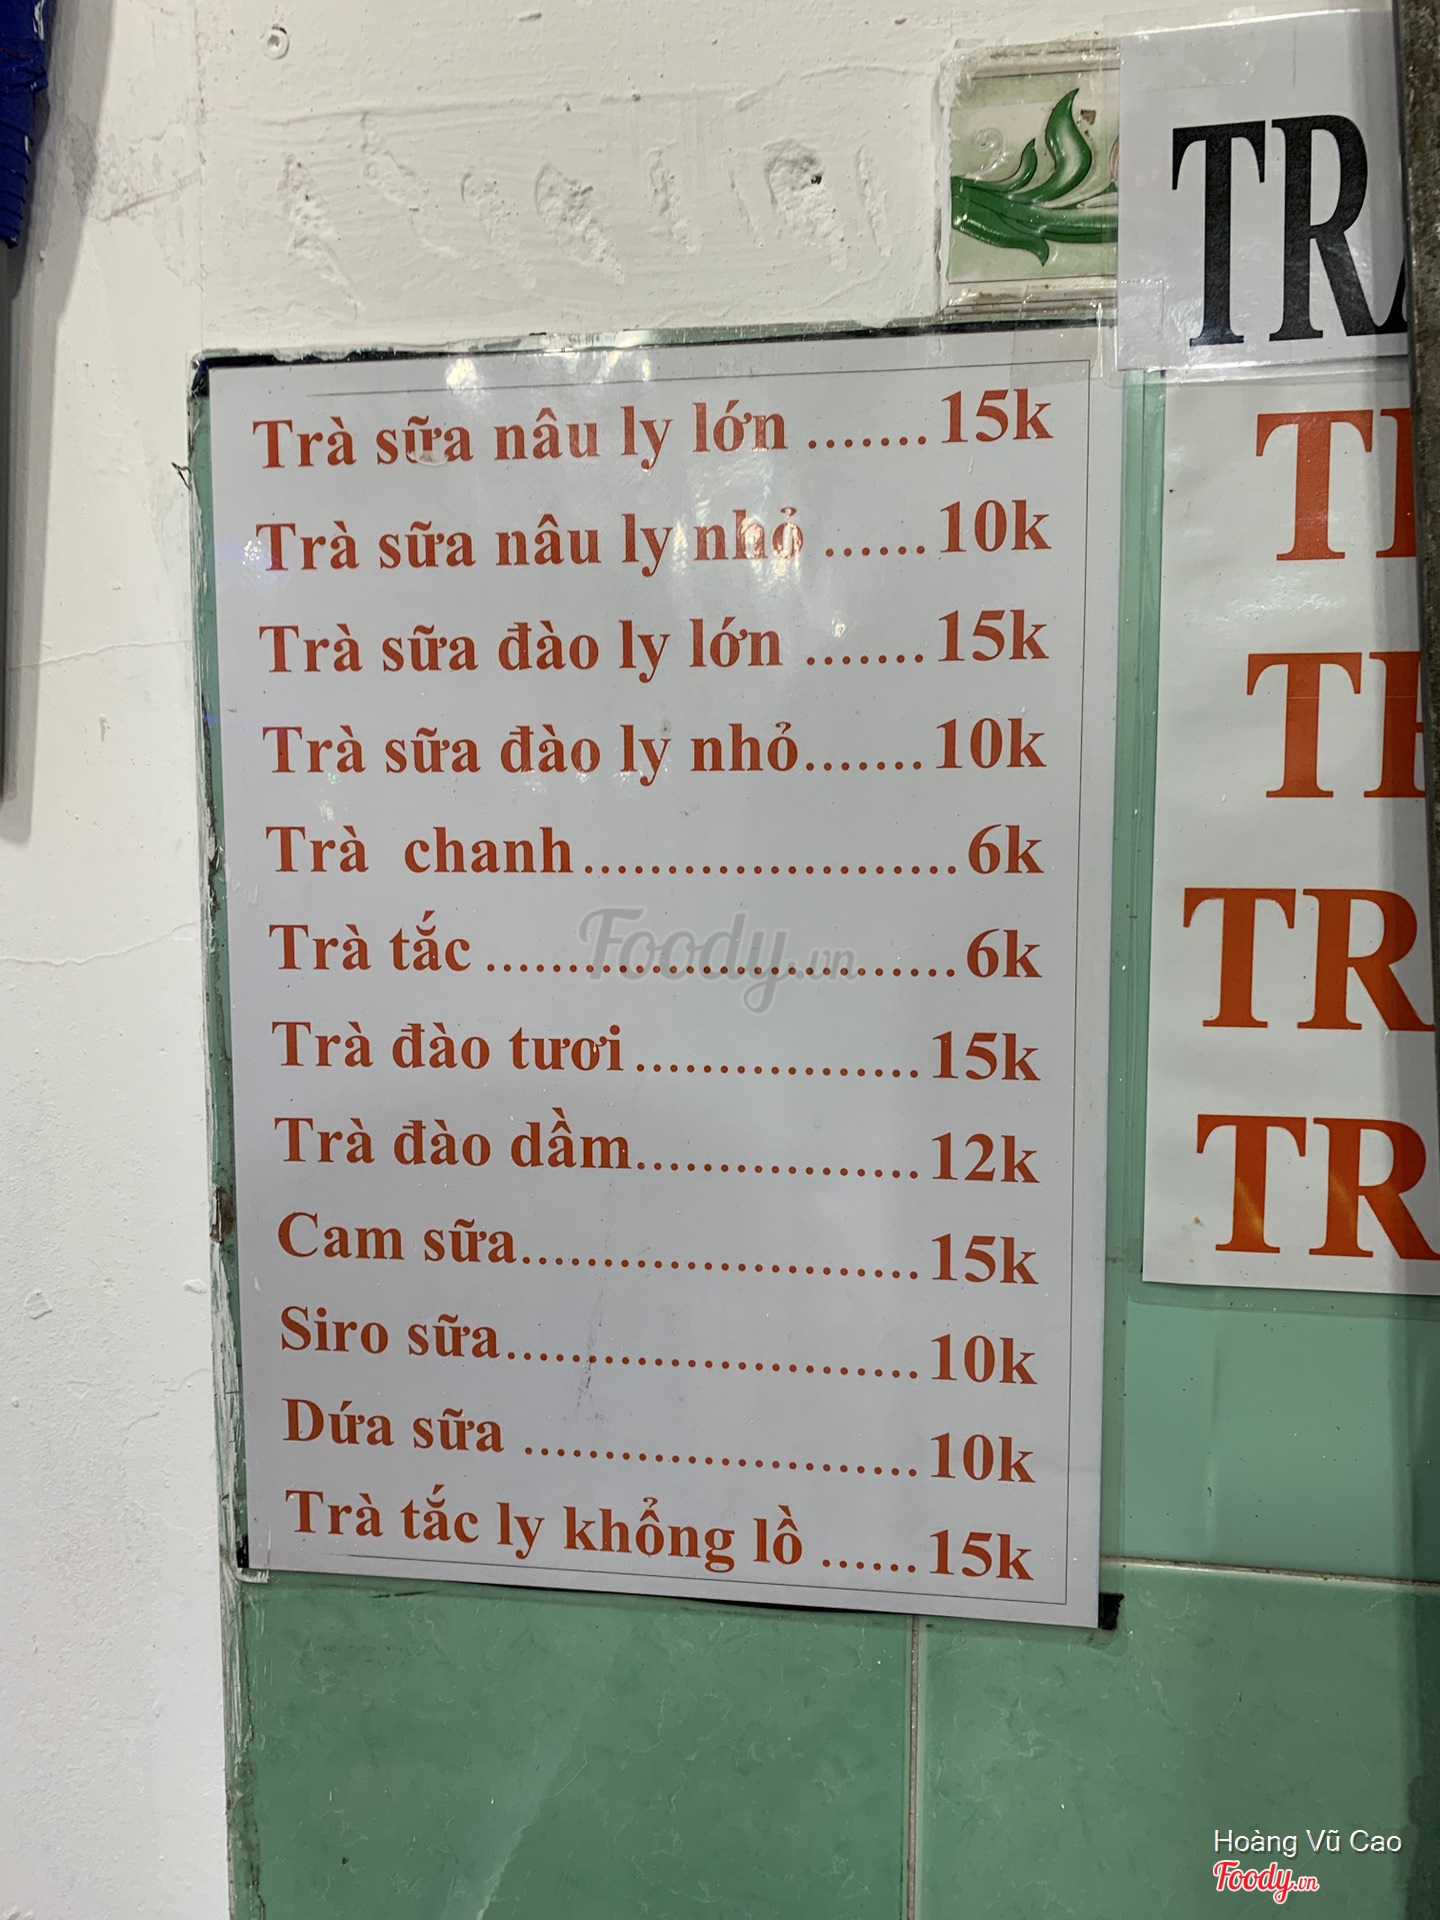 Trà sữa nâu ly lớn .......15k
Trà sữa nâu ly nhỏ ......10k
Trà sữa đào ly lớn .......15k
Trà sữa đào ly nhỏ.......10k
Trà chanh.......................6k
Trà tắc .............................6k
Trà đào tươi.................15k
Trà đào dầm.................12k
Cam sữa........................15k
Siro sữa.........................10k
Dứa sữa ........................10k
Trà tắc ly khổng lồ ......15k
Foody.vn
TR
TR
TR
TR
Hoàng Vũ Cao
Foody.vn